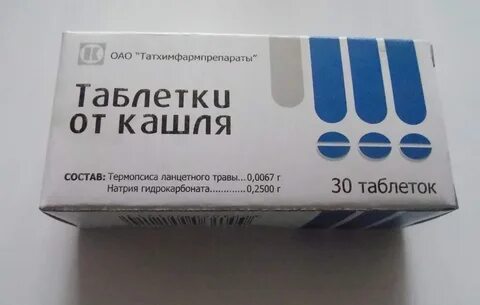 ОАО "Татхимфармпрепараты"
Таблетки
от кашля
СОСТАВ: Термопсиса ланцетного травы...0,0067 г
Натрия гидрокарбоната.............0,2500 г
30 таблеток